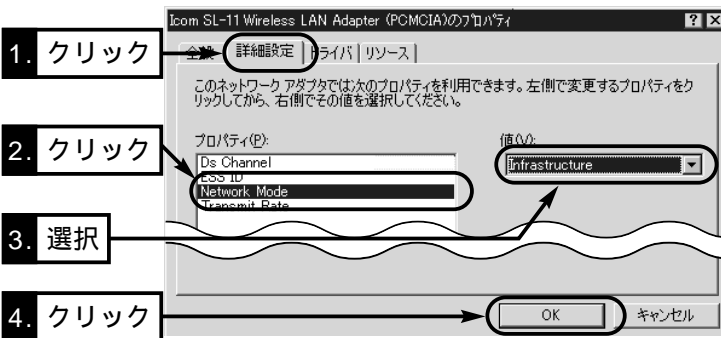 Icom SL-11 Wireless LAN Adapter (PCMCIA)のプロパティ
1. クリック
全般 詳細設定 ドライバ リソース
このネットワーク アダプタでは次のプロパティを利用できます。左側で変更するプロパティをク
リックしてから、右側でその値を選択してください。
2. クリック
プロパティ(P):
値(V):
Ds Channel
ESS ID
Network Mode
Transmit Rate
Infrastructure
3. 選択
4. クリック
OK
キャンセル